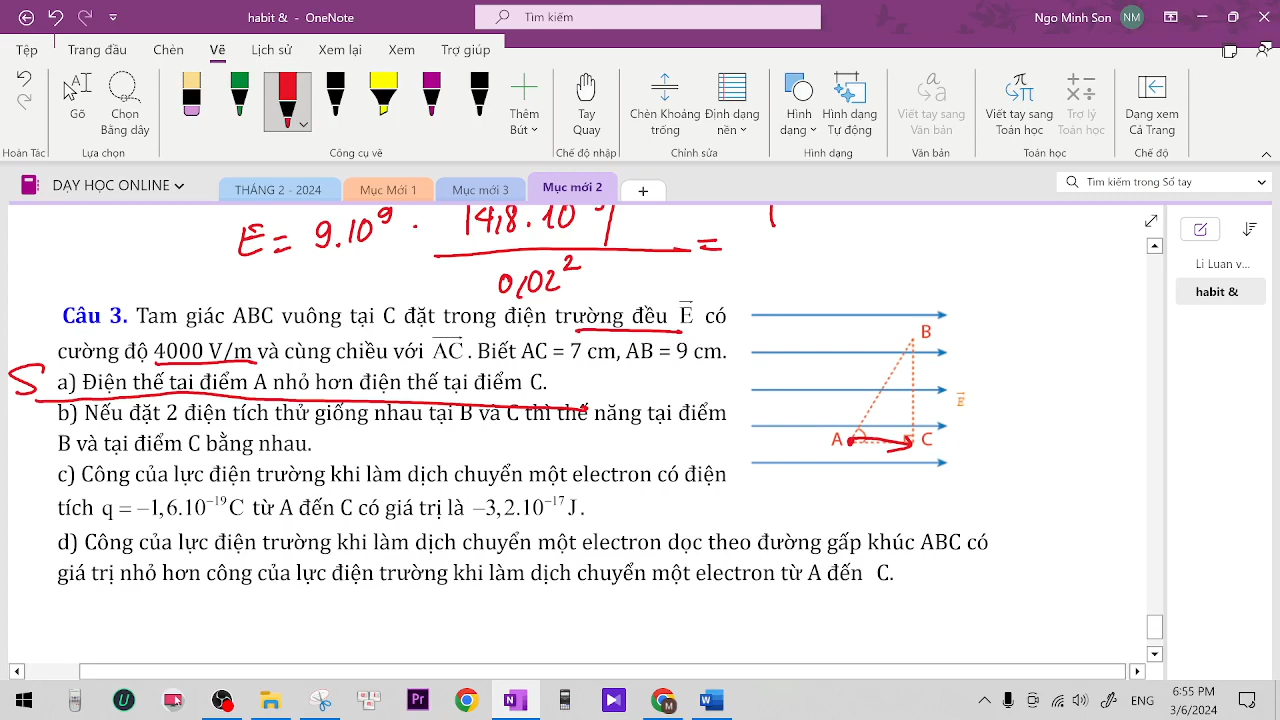 habit & - OneNote
Tìm kiếm
Ngo Minh Son
NM
Tệp Trang đầu Chèn Vẽ Lịch sử Xem lại Xem Trợ giúp
Gõ
Chọn Bằng dây
Thêm Bút
Tay Quay
Chèn Khoảng trống
Định dạng nền
Hình dạng
Hình dạng Tự động
Viết tay sang Văn bản
Viết tay sang Toán học
Trợ lý Toán học
Dạng xem Cả Trang
Hoàn Tác Lựa chọn Công cụ vẽ Chế độ nhập Chỉnh sửa Hình dạng Toán học Chế độ
DẠY HỌC ONLINE THÁNG 2 - 2024 Mục Mới 1 Mục mới 3 Mục mới 2 +
Tìm kiếm trong Sổ tay
Li Luan v...
habit &
E = 9.10⁹ .
= 
0,02²
Câu 3. Tam giác ABC vuông tại C đặt trong điện trường đều E⃗ có
cường độ 4000 V/m và cùng chiều với AC⃗. Biết AC = 7 cm, AB = 9 cm.
S a) Điện thế tại điểm A nhỏ hơn điện thế tại điểm C.
b) Nếu đặt 2 điện tích thử giống nhau tại B và C thì thế năng tại điểm
B và tại điểm C bằng nhau.
c) Công của lực điện trường khi làm dịch chuyển một electron có điện
tích q = −1,6.10⁻¹⁹ C từ A đến C có giá trị là −3,2.10⁻¹⁷ J.
d) Công của lực điện trường khi làm dịch chuyển một electron dọc theo đường gấp khúc ABC có
giá trị nhỏ hơn công của lực điện trường khi làm dịch chuyển một electron từ A đến C.
B
E⃗
A C
ENG
6:55 PM
3/6/2024